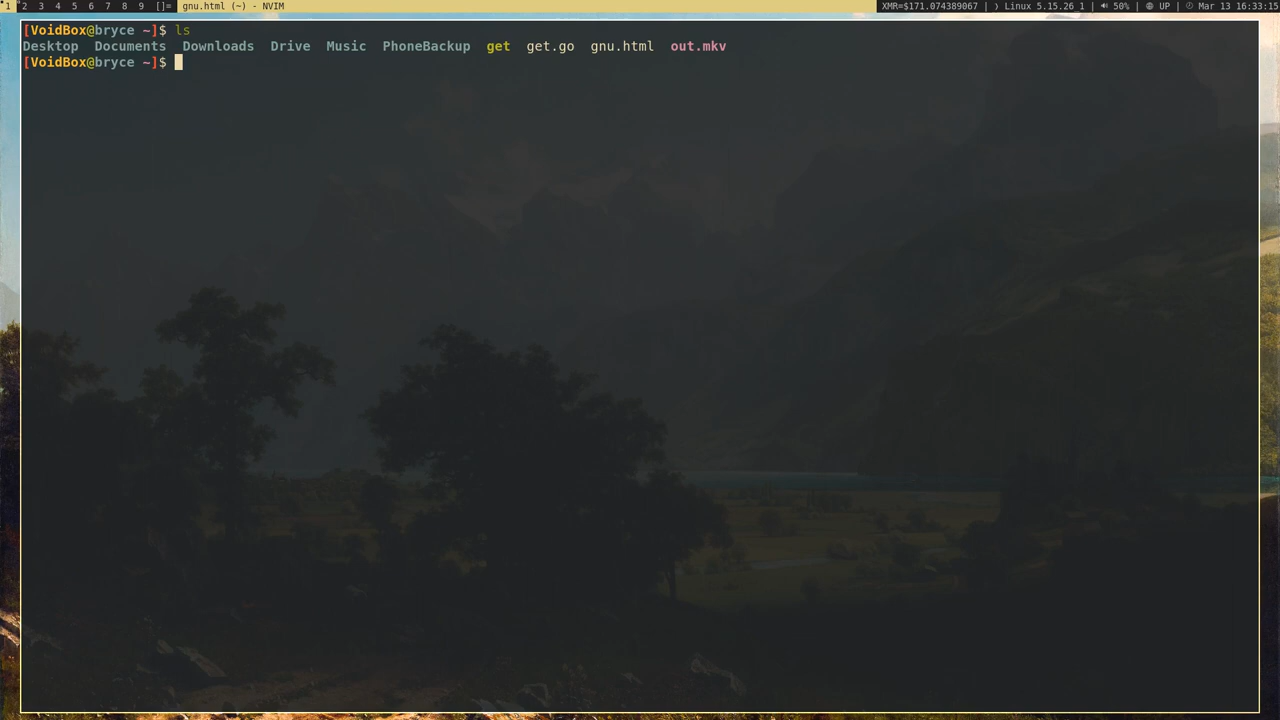 1 2 3 4 5 6 7 8 9 []= gnu.html (~) - NVIM XMR=$171.074389067 | ❩ Linux 5.15.26_1 | 50% | UP | Mar 13 16:33:15
[VoidBox@bryce ~]$ ls
Desktop Documents Downloads Drive Music PhoneBackup get get.go gnu.html out.mkv
[VoidBox@bryce ~]$